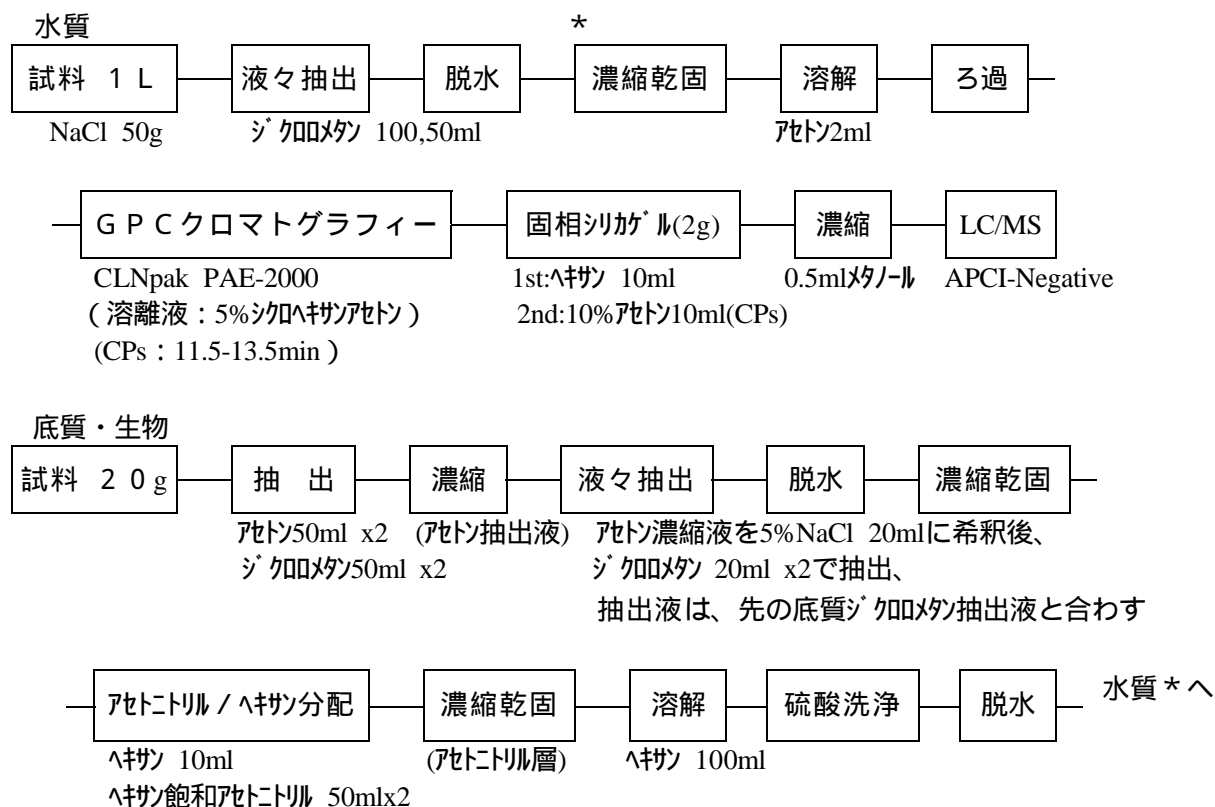 水質
*
試料 1L 液々抽出 脱水 濃縮乾固 溶解 ろ過
NaCl 50g ジクロロメタン 100,50ml アセトン2ml
GPCクロマトグラフィー 固相シリカゲル(2g) 濃縮 LC/MS
CLNpak PAE-2000 1st:ヘキサン 10ml 0.5mlメタノール APCI-Negative
(溶離液:5%シクロヘキサンアセトン) 2nd:10%アセトン10ml(CPs)
(CPs:11.5-13.5min)
底質・生物
試料 20g 抽 出 濃縮 液々抽出 脱水 濃縮乾固
アセトン50ml x2 (アセトン抽出液) アセトン濃縮液を5%NaCl 20mlに希釈後、
ジクロロメタン50ml x2 ジクロロメタン 20ml x2で抽出、
抽出液は、先の底質ジクロロメタン抽出液と合わす
アセトニトリル/ヘキサン分配 濃縮乾固 溶解 硫酸洗浄 脱水 水質*へ
ヘキサン 10ml (アセトニトリル層) ヘキサン 100ml
ヘキサン飽和アセトニトリル 50mlx2